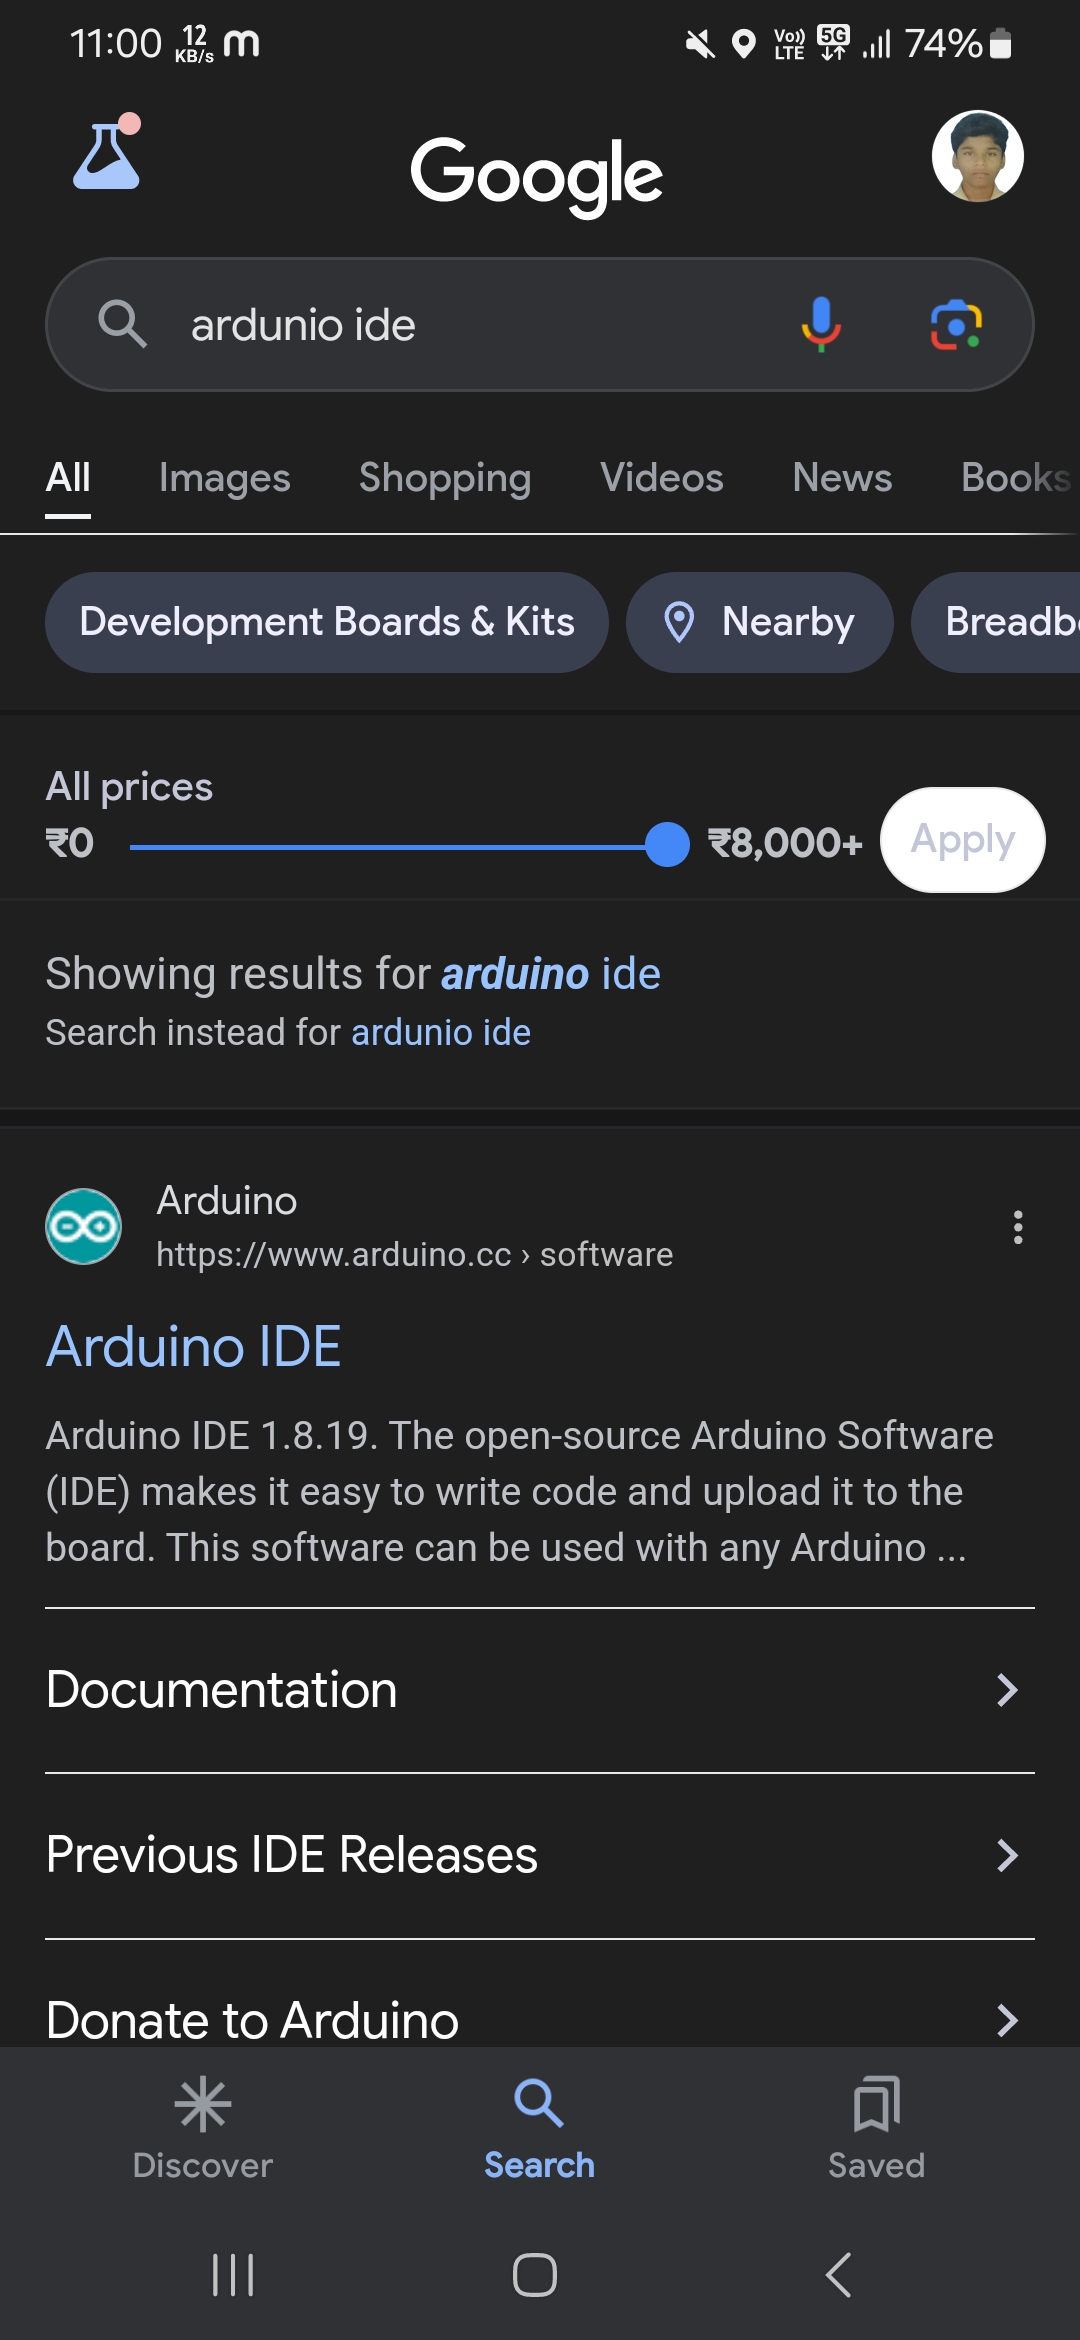 11:00 12 KB/s m Vo)) LTE 5G 74%
Google
ardunio ide
All Images Shopping Videos News Books
Development Boards & Kits Nearby Breadb
All prices
₹0 ₹8,000+ Apply
Showing results for arduino ide
Search instead for ardunio ide
Arduino
https://www.arduino.cc › software
Arduino IDE
Arduino IDE 1.8.19. The open-source Arduino Software
(IDE) makes it easy to write code and upload it to the
board. This software can be used with any Arduino ...
Documentation
Previous IDE Releases
Donate to Arduino
Discover Search Saved